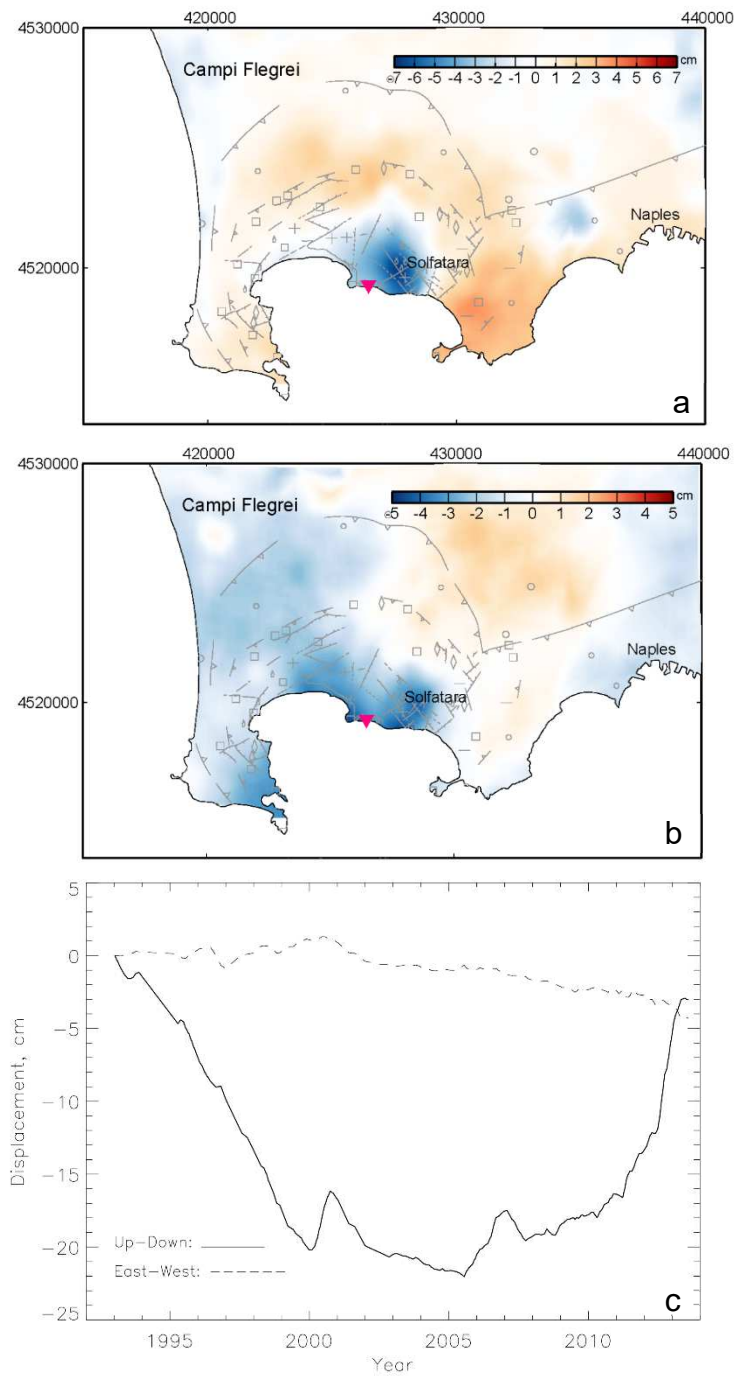 420000 430000 440000
4530000
Campi Flegrei
-7 -6 -5 -4 -3 -2 -1 0 1 2 3 4 5 6 7 cm
Naples
Solfatara
4520000
a
420000 430000 440000
4530000
Campi Flegrei
-5 -4 -3 -2 -1 0 1 2 3 4 5 cm
Naples
Solfatara
4520000
b
5
0
-5
-10
-15
-20
-25
Displacement, cm
Up-Down:
East-West:
c
1995 2000 2005 2010
Year